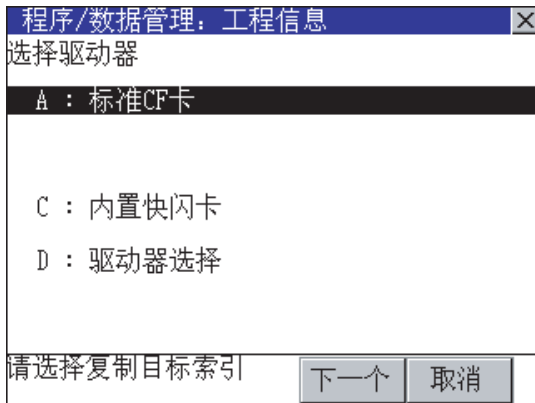 程序/数据管理：工程信息 ×
选择驱动器
A : 标准CF卡
C : 内置快闪卡
D : 驱动器选择
请选择复制目标索引 下一个 取消